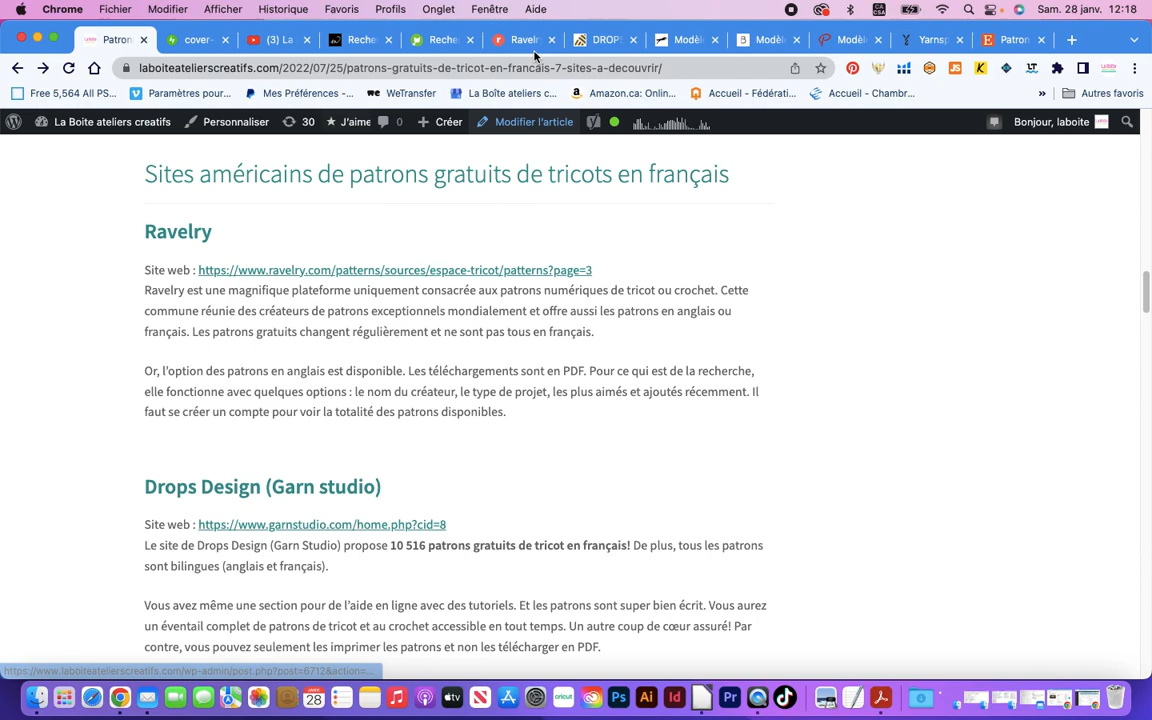 Chrome Fichier Modifier Afficher Historique Favoris Profils Onglet Fenêtre Aide Sam. 28 janv. 12:18
Patron cover- (3) La Recher Recher Ravelr DROPS Modèl Modèl Modèl Yarnsp Patron
laboiteatelierscreatifs.com/2022/07/25/patrons-gratuits-de-tricot-en-francais-7-sites-a-decouvrir/
Free 5,564 All PS... Paramètres pour... Mes Préférences -... WeTransfer La Boîte ateliers c... Amazon.ca: Onlin... Accueil - Fédérati... Accueil - Chambr... » Autres favoris
La Boite ateliers creatifs Personnaliser 30 J'aime 0 Créer Modifier l'article Bonjour, laboite
Sites américains de patrons gratuits de tricots en français
Ravelry
Site web : https://www.ravelry.com/patterns/sources/espace-tricot/patterns?page=3
Ravelry est une magnifique plateforme uniquement consacrée aux patrons numériques de tricot ou crochet. Cette
commune réunie des créateurs de patrons exceptionnels mondialement et offre aussi les patrons en anglais ou
français. Les patrons gratuits changent régulièrement et ne sont pas tous en français.
Or, l'option des patrons en anglais est disponible. Les téléchargements sont en PDF. Pour ce qui est de la recherche,
elle fonctionne avec quelques options : le nom du créateur, le type de projet, les plus aimés et ajoutés récemment. Il
faut se créer un compte pour voir la totalité des patrons disponibles.
Drops Design (Garn studio)
Site web : https://www.garnstudio.com/home.php?cid=8
Le site de Drops Design (Garn Studio) propose 10 516 patrons gratuits de tricot en français! De plus, tous les patrons
sont bilingues (anglais et français).
Vous avez même une section pour de l'aide en ligne avec des tutoriels. Et les patrons sont super bien écrit. Vous aurez
un éventail complet de patrons de tricot et au crochet accessible en tout temps. Un autre coup de cœur assuré! Par
contre, vous pouvez seulement les imprimer les patrons et non les télécharger en PDF.
https://www.laboiteatelierscreatifs.com/wp-admin/post.php?post=6712&action=...